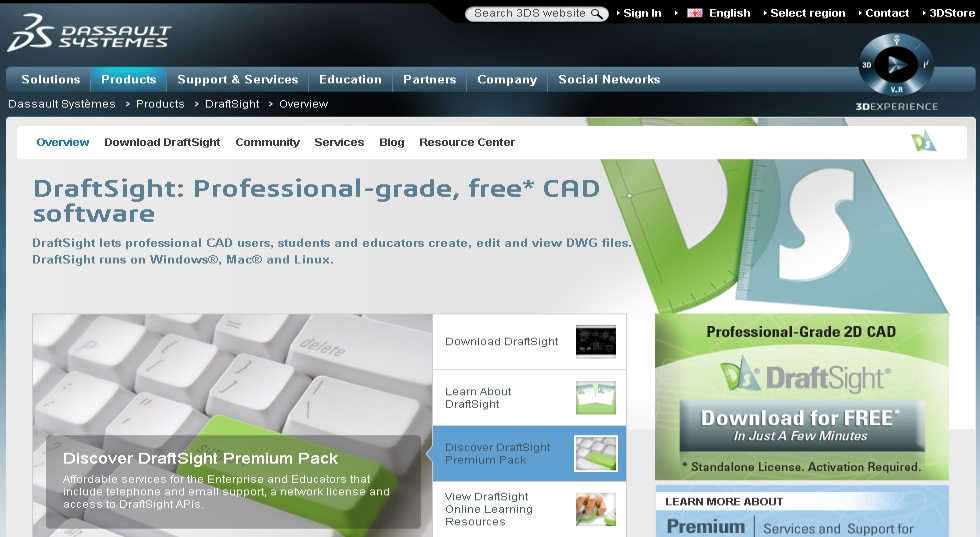 Search 3DS website
Sign In
English
Select region
Contact
3DStore
DASSAULT
SYSTEMES
Solutions
Products
Support & Services
Education
Partners
Company
Social Networks
3D
V.R
3DEXPERIENCE
Dassault Systèmes > Products > DraftSight > Overview
Overview
Download DraftSight
Community
Services
Blog
Resource Center
DS
DraftSight: Professional-grade, free* CAD
software
DraftSight lets professional CAD users, students and educators create, edit and view DWG files.
DraftSight runs on Windows®, Mac® and Linux.
delete
Discover DraftSight Premium Pack
Affordable services for the Enterprise and Educators that
include telephone and email support, a network license and
access to DraftSight APIs.
Download DraftSight
Learn About
DraftSight
Discover DraftSight
Premium Pack
View DraftSight
Online Learning
Resources
Professional-Grade 2D CAD
DS® DraftSight®
Download for FREE*
In Just A Few Minutes
* Standalone License. Activation Required.
LEARN MORE ABOUT
Premium
Services and Support for